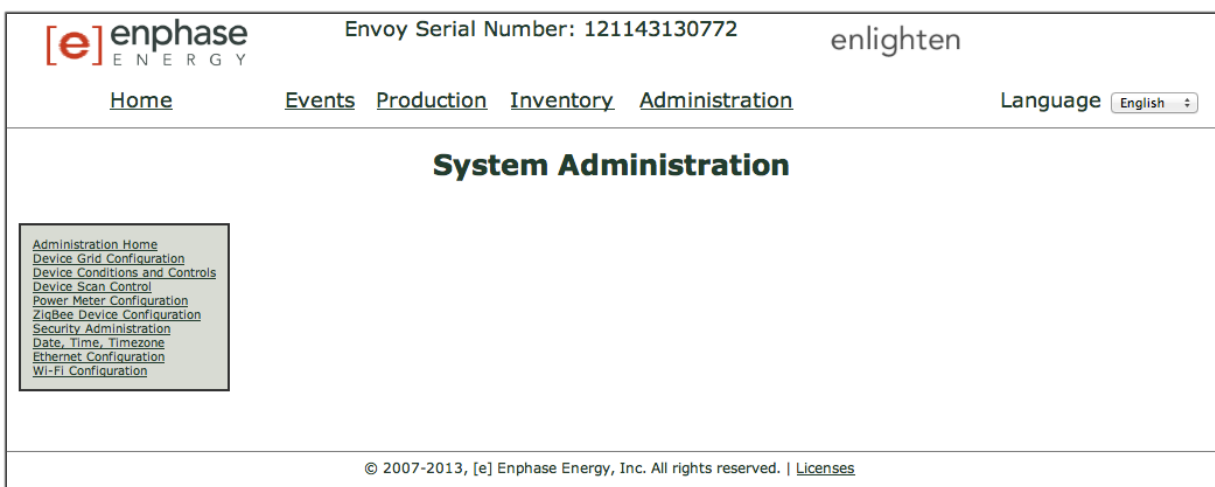 [e] enphase
ENERGY
Envoy Serial Number: 121143130772
enlighten
Home Events Production Inventory Administration Language English
System Administration
Administration Home
Device Grid Configuration
Device Conditions and Controls
Device Scan Control
Power Meter Configuration
ZigBee Device Configuration
Security Administration
Date, Time, Timezone
Ethernet Configuration
Wi-Fi Configuration
© 2007-2013, [e] Enphase Energy, Inc. All rights reserved. | Licenses